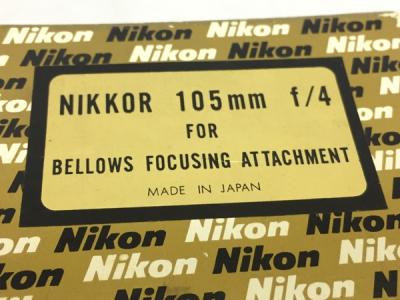 Nikon Nikon Nikon Nikon Nikon
Nikon Nikon
NIKKOR 105mm f/4
FOR
BELLOWS FOCUSING ATTACHMENT
MADE IN JAPAN
Nikon Nikon Nikon
Nikon Nikon Nikon Nikon
Nikon Nikon Nikon